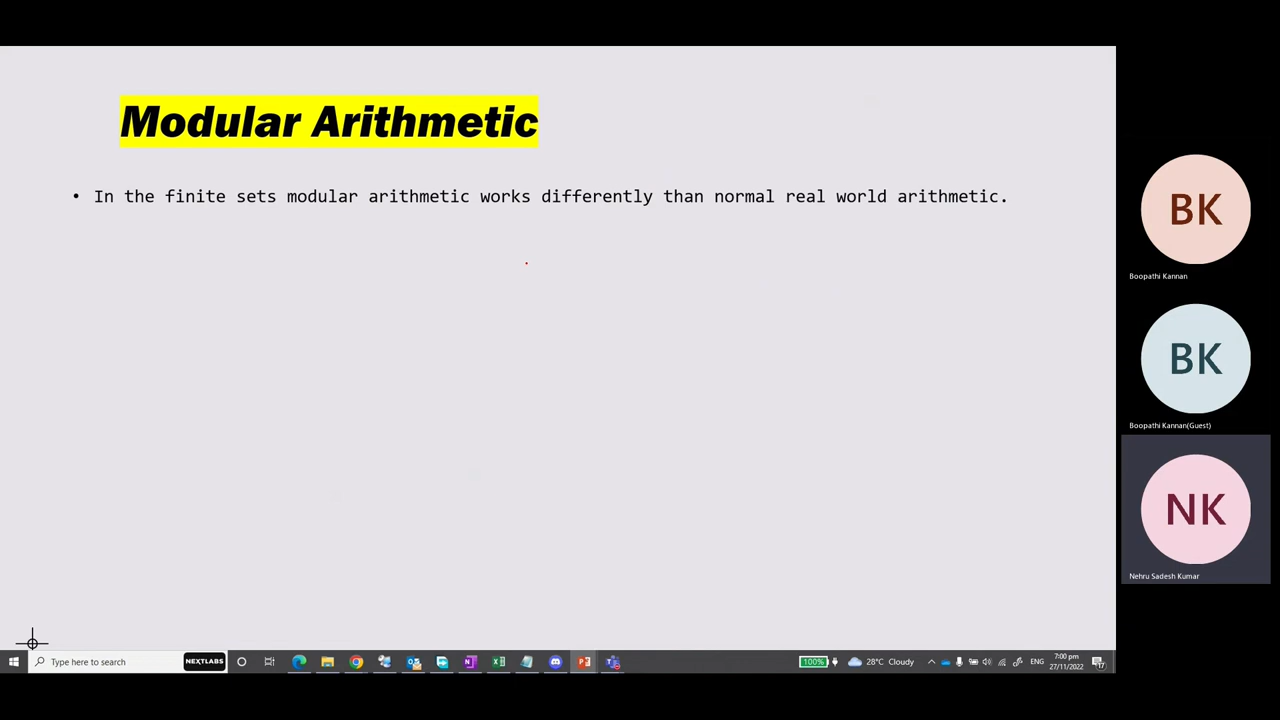 Modular Arithmetic
• In the finite sets modular arithmetic works differently than normal real world arithmetic.
BK
Boopathi Kannan
BK
Boopathi Kannan(Guest)
NK
Nehru Sadesh Kumar
Type here to search
NEXTLABS
100%
28°C Cloudy
ENG
7:00 pm
27/11/2022